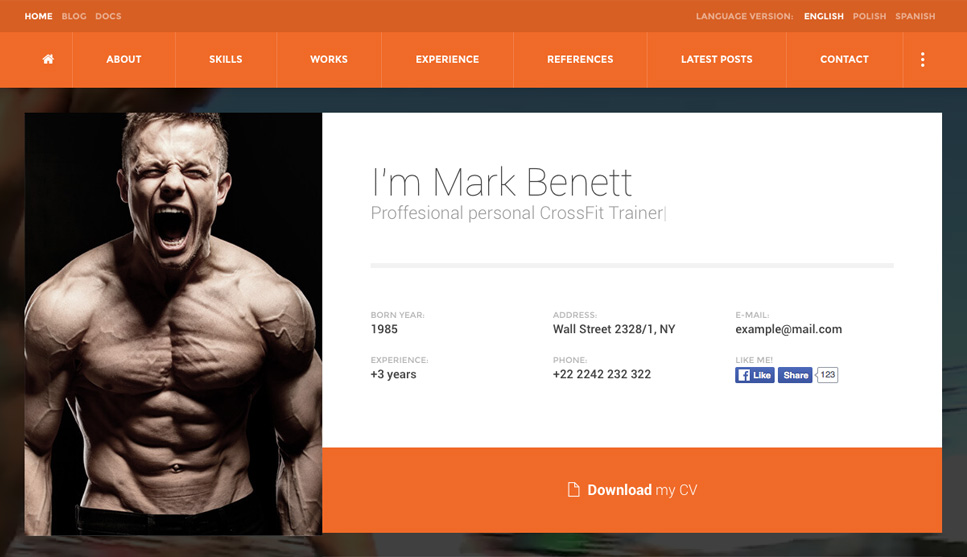 HOME BLOG DOCS
LANGUAGE VERSION: ENGLISH POLISH SPANISH
ABOUT SKILLS WORKS EXPERIENCE REFERENCES LATEST POSTS CONTACT
I'm Mark Benett
Proffesional personal CrossFit Trainer
BORN YEAR: ADDRESS: E-MAIL:
1985 Wall Street 2328/1, NY example@mail.com
EXPERIENCE: PHONE: LIKE ME!
+3 years +22 2242 232 322 Like Share 123
Download my CV